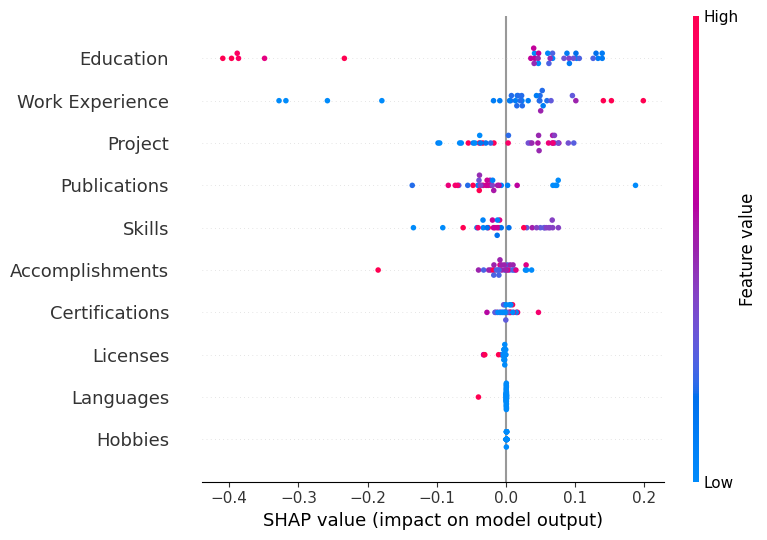 High
Education
Work Experience
Project
Publications
Skills
Accomplishments
Certifications
Licenses
Languages
Hobbies
Feature value
Low
−0.4 −0.3 −0.2 −0.1 0.0 0.1 0.2
SHAP value (impact on model output)